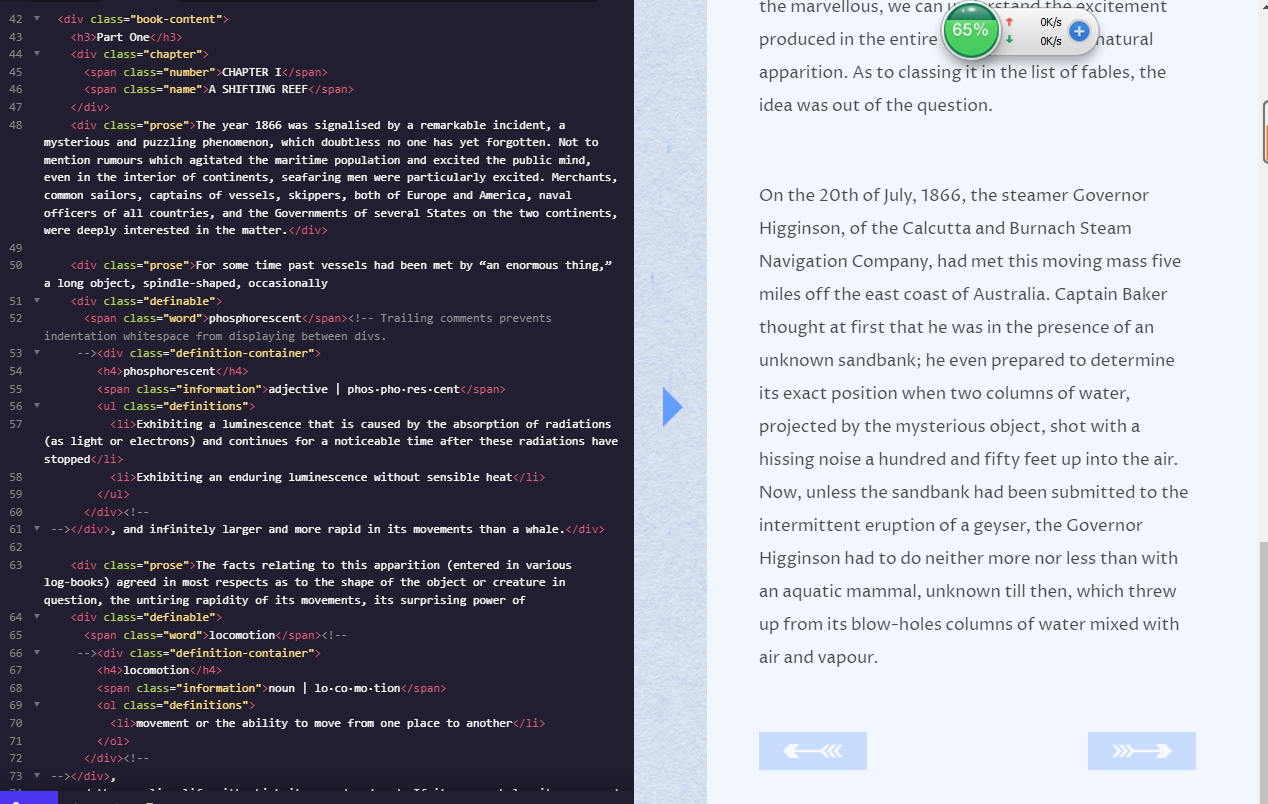 42 <div class="book-content">
43 <h3>Part One</h3>
44 <div class="chapter">
45 <span class="number">CHAPTER I</span>
46 <span class="name">A SHIFTING REEF</span>
47 </div>
48 <div class="prose">The year 1866 was signalised by a remarkable incident, a
mysterious and puzzling phenomenon, which doubtless no one has yet forgotten. Not to
mention rumours which agitated the maritime population and excited the public mind,
even in the interior of continents, seafaring men were particularly excited. Merchants,
common sailors, captains of vessels, skippers, both of Europe and America, naval
officers of all countries, and the Governments of several States on the two continents,
were deeply interested in the matter.</div>
49
50 <div class="prose">For some time past vessels had been met by “an enormous thing,”
a long object, spindle-shaped, occasionally
51 <div class="definable">
52 <span class="word">phosphorescent</span><!-- Trailing comments prevents
indentation whitespace from displaying between divs.
53 --><div class="definition-container">
54 <h4>phosphorescent</h4>
55 <span class="information">adjective | phos·pho·res·cent</span>
56 <ul class="definitions">
57 <li>Exhibiting a luminescence that is caused by the absorption of radiations
(as light or electrons) and continues for a noticeable time after these radiations have
stopped</li>
58 <li>Exhibiting an enduring luminescence without sensible heat</li>
59 </ul>
60 </div><!--
61 --></div>, and infinitely larger and more rapid in its movements than a whale.</div>
62
63 <div class="prose">The facts relating to this apparition (entered in various
log-books) agreed in most respects as to the shape of the object or creature in
question, the untiring rapidity of its movements, its surprising power of
64 <div class="definable">
65 <span class="word">locomotion</span><!--
66 --><div class="definition-container">
67 <h4>locomotion</h4>
68 <span class="information">noun | lo·co·mo·tion</span>
69 <ol class="definitions">
70 <li>movement or the ability to move from one place to another</li>
71 </ol>
72 </div><!--
73 --></div>,
the marvellous, we can understand the excitement
produced in the entire natural
apparition. As to classing it in the list of fables, the
idea was out of the question.
65%
0K/s
0K/s
On the 20th of July, 1866, the steamer Governor
Higginson, of the Calcutta and Burnach Steam
Navigation Company, had met this moving mass five
miles off the east coast of Australia. Captain Baker
thought at first that he was in the presence of an
unknown sandbank; he even prepared to determine
its exact position when two columns of water,
projected by the mysterious object, shot with a
hissing noise a hundred and fifty feet up into the air.
Now, unless the sandbank had been submitted to the
intermittent eruption of a geyser, the Governor
Higginson had to do neither more nor less than with
an aquatic mammal, unknown till then, which threw
up from its blow-holes columns of water mixed with
air and vapour.